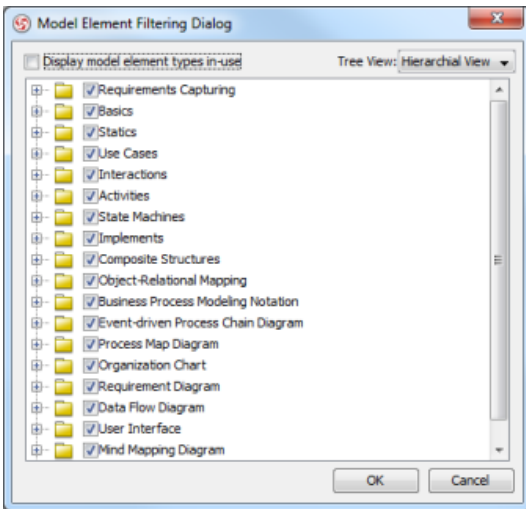 Model Element Filtering Dialog
Display model element types in-use Tree View: Hierarchial View
Requirements Capturing
Basics
Statics
Use Cases
Interactions
Activities
State Machines
Implements
Composite Structures
Object-Relational Mapping
Business Process Modeling Notation
Event-driven Process Chain Diagram
Process Map Diagram
Organization Chart
Requirement Diagram
Data Flow Diagram
User Interface
Mind Mapping Diagram
OK Cancel